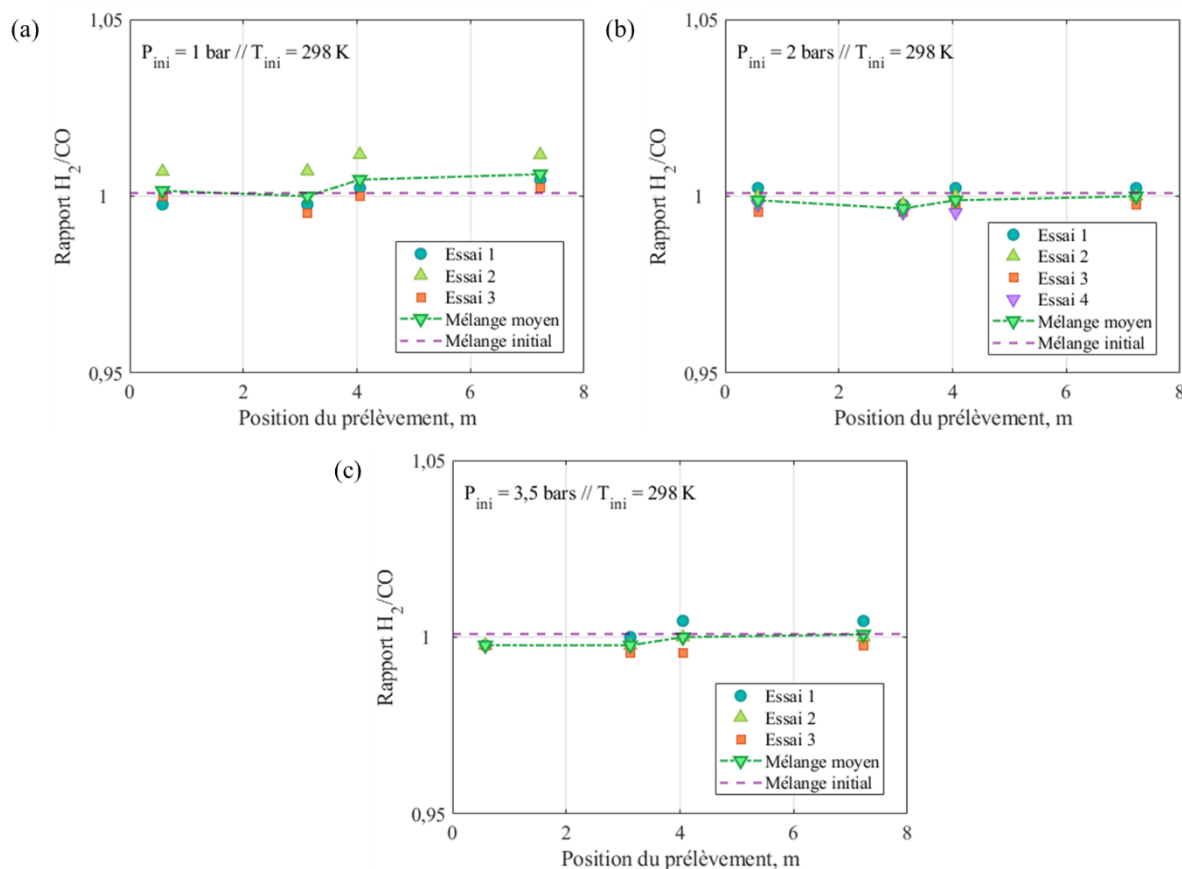 (a)
1,05
P_ini = 1 bar // T_ini = 298 K
Rapport H_2/CO
1
Essai 1
Essai 2
Essai 3
Mélange moyen
Mélange initial
0,95
0 2 4 6 8
Position du prélèvement, m
(b)
1,05
P_ini = 2 bars // T_ini = 298 K
Rapport H_2/CO
1
Essai 1
Essai 2
Essai 3
Essai 4
Mélange moyen
Mélange initial
0,95
0 2 4 6 8
Position du prélèvement, m
(c)
1,05
P_ini = 3,5 bars // T_ini = 298 K
Rapport H_2/CO
1
Essai 1
Essai 2
Essai 3
Mélange moyen
Mélange initial
0,95
0 2 4 6 8
Position du prélèvement, m